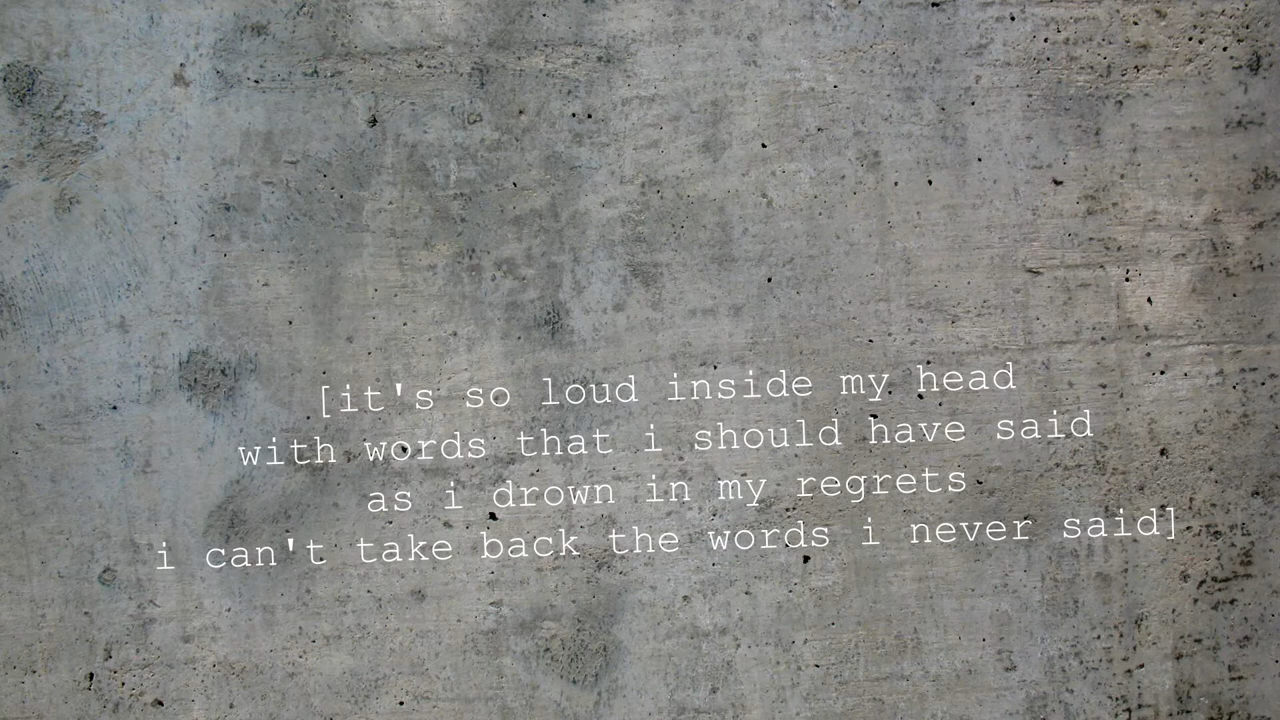 [it's so loud inside my head
with words that i should have said
as i drown in my regrets
i can't take back the words i never said]